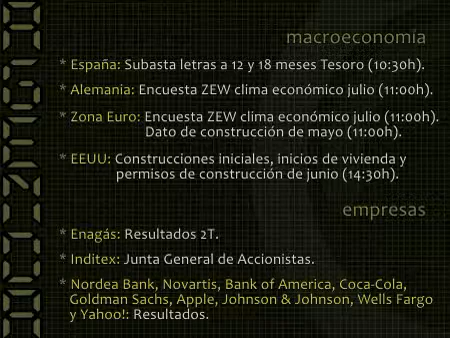 macroeconomía
* España: Subasta letras a 12 y 18 meses Tesoro (10:30h).
* Alemania: Encuesta ZEW clima económico julio (11:00h).
* Zona Euro: Encuesta ZEW clima económico julio (11:00h).
Dato de construcción de mayo (11:00h).
* EEUU: Construcciones iniciales, inicios de vivienda y
permisos de construcción de junio (14:30h).
empresas
* Enagás: Resultados 2T.
* Inditex: Junta General de Accionistas.
* Nordea Bank, Novartis, Bank of America, Coca-Cola,
Goldman Sachs, Apple, Johnson & Johnson, Wells Fargo
y Yahoo!: Resultados.